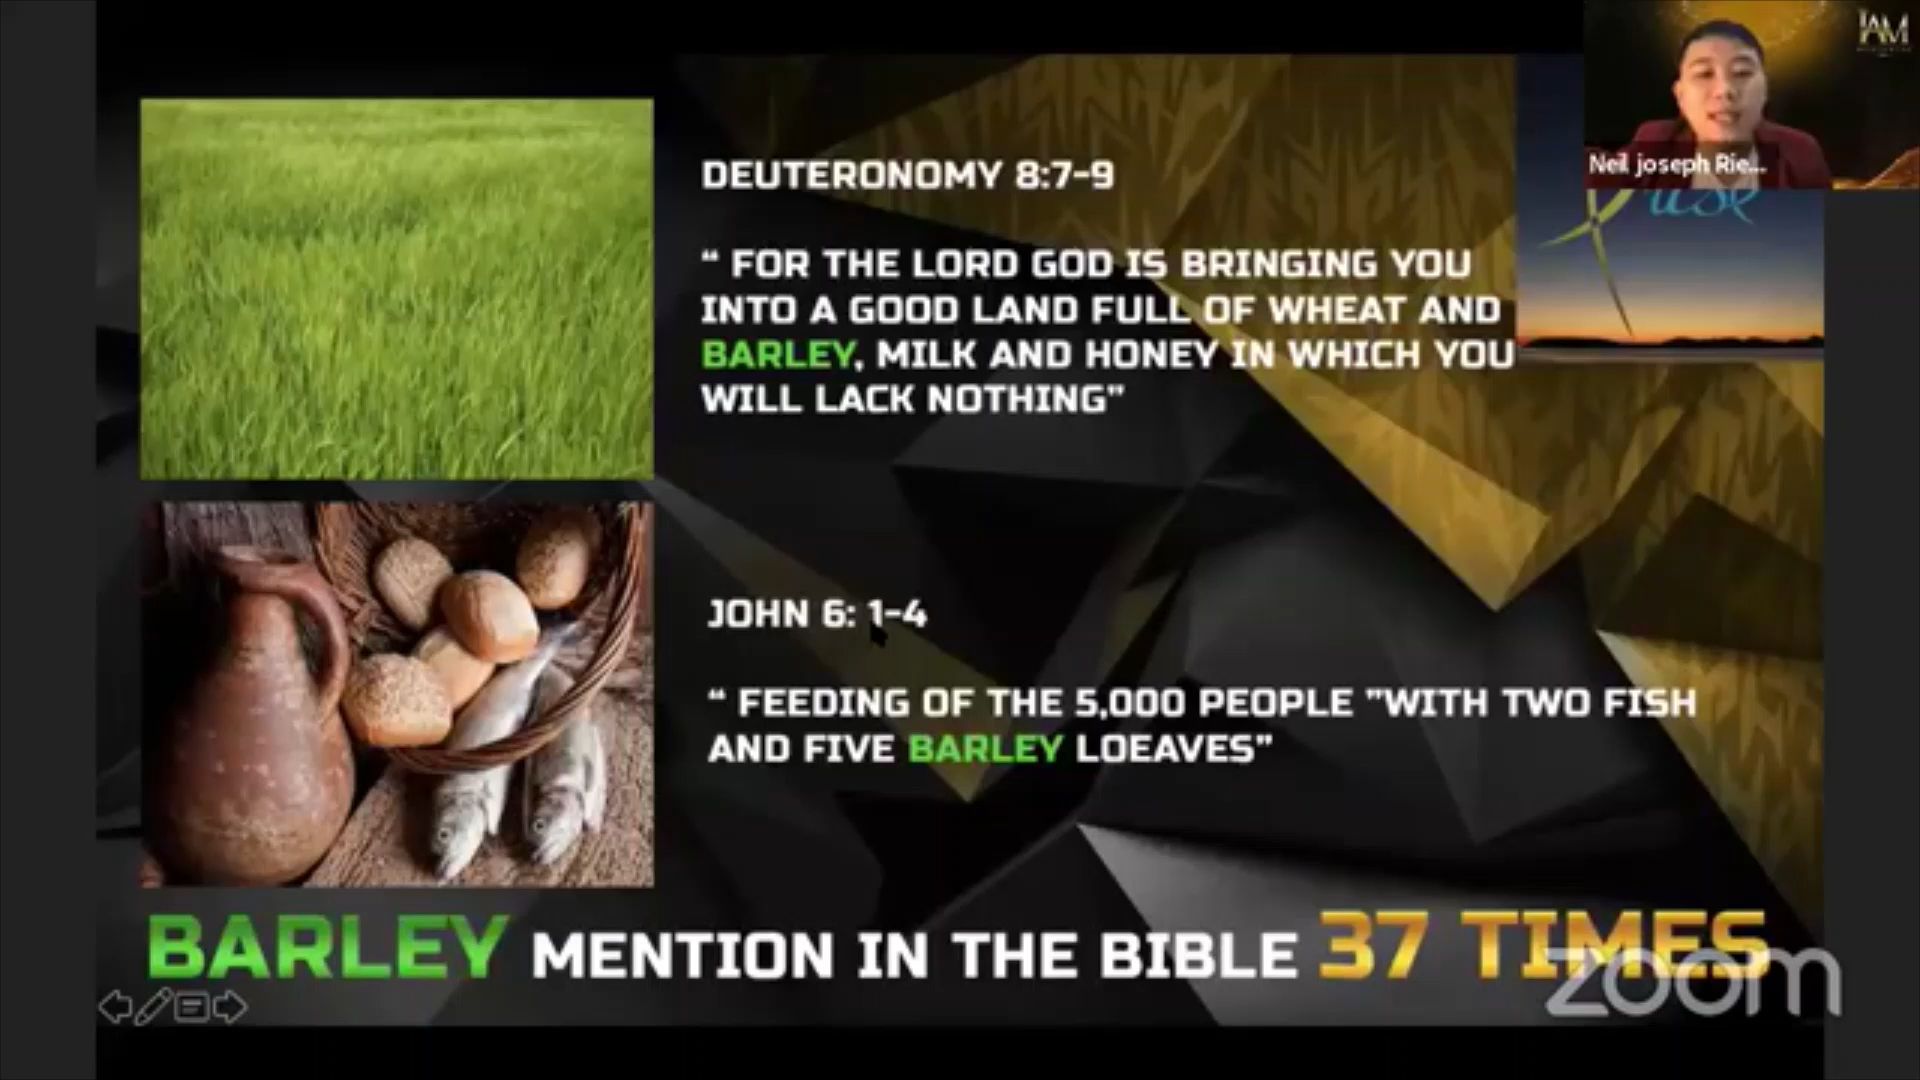 IAM
Neil joseph Rie...
DEUTERONOMY 8:7-9
“ FOR THE LORD GOD IS BRINGING YOU
INTO A GOOD LAND FULL OF WHEAT AND
BARLEY, MILK AND HONEY IN WHICH YOU
WILL LACK NOTHING”
JOHN 6: 1-4
“ FEEDING OF THE 5,000 PEOPLE ”WITH TWO FISH
AND FIVE BARLEY LOEAVES”
BARLEY MENTION IN THE BIBLE 37 TIMES
zoom